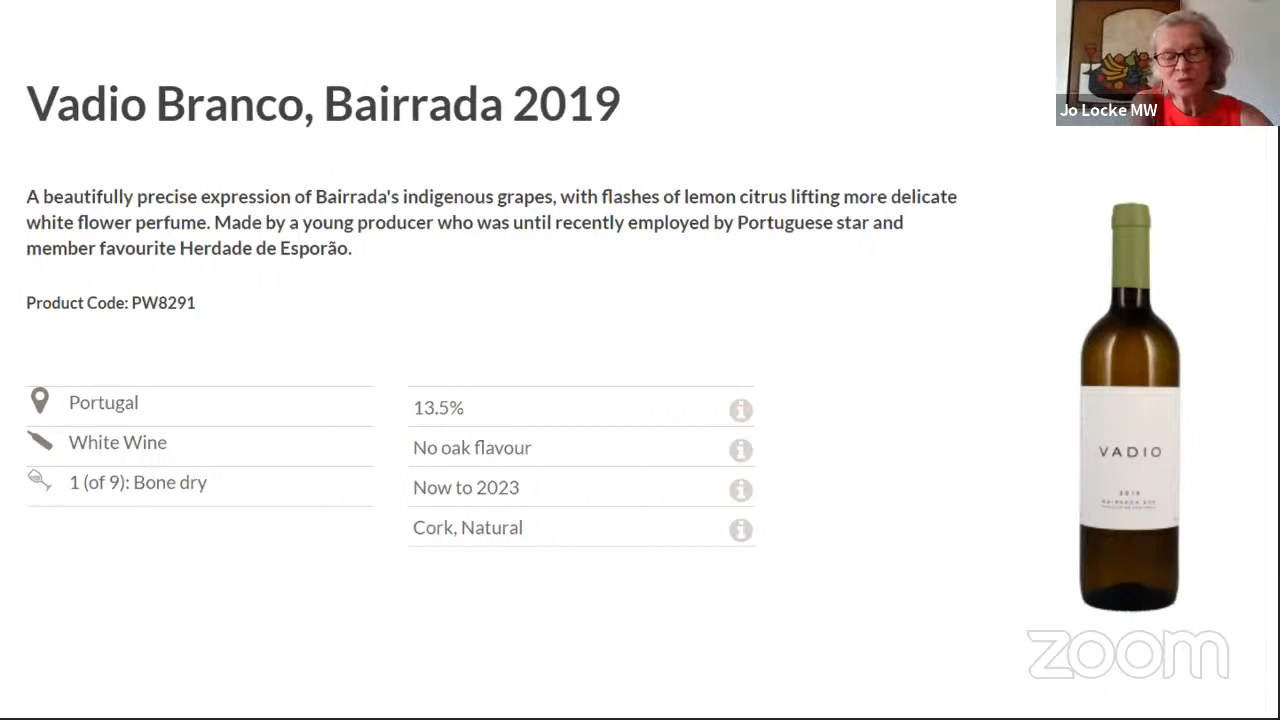 Jo Locke MW
Vadio Branco, Bairrada 2019
A beautifully precise expression of Bairrada's indigenous grapes, with flashes of lemon citrus lifting more delicate
white flower perfume. Made by a young producer who was until recently employed by Portuguese star and
member favourite Herdade de Esporão.
Product Code: PW8291
Portugal
White Wine
1 (of 9): Bone dry
13.5%
No oak flavour
Now to 2023
Cork, Natural
VADIO
2019
zoom